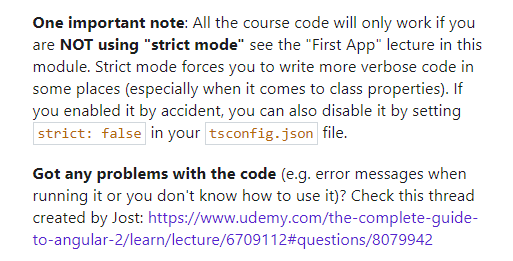 One important note: All the course code will only work if you
are NOT using "strict mode" see the "First App" lecture in this
module. Strict mode forces you to write more verbose code in
some places (especially when it comes to class properties). If
you enabled it by accident, you can also disable it by setting
strict: false in your tsconfig.json file.
Got any problems with the code (e.g. error messages when
running it or you don't know how to use it)? Check this thread
created by Jost: https://www.udemy.com/the-complete-guide-
to-angular-2/learn/lecture/6709112#questions/8079942